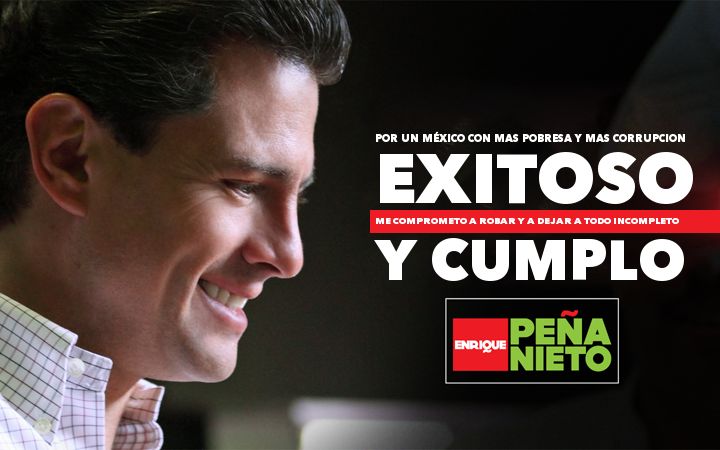 POR UN MÉXICO CON MAS POBRESA Y MAS CORRUPCION
EXITOSO
ME COMPROMETO A ROBAR Y A DEJAR A TODO INCOMPLETO
Y CUMPLO
ENRIQUE
PEÑA
NIETO